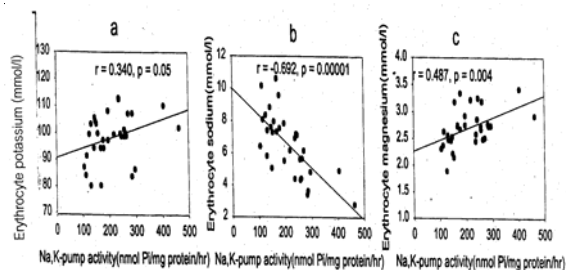 a
Erythrocyte potassium (mmol/l)
130
120
110
100
90
80
70
r = 0.340, p = 0.05
0 100 200 300 400 500
Na,K-pump activity(nmol PI/mg protein/hr)
b
Erythrocyte sodium(mmol/l)
12
10
8
6
4
2
r = -0.692, p = 0.00001
0 100 200 300 400 500
Na,K-pump activity(nmol PI/mg protein/hr)
c
Erythrocyte magnesium(mmol/l)
4.0
3.5
3.0
2.5
2.0
1.5
1.0
r = 0.487, p = 0.004
0 100 200 300 400 500
Na,K-pump activity(nmol PI/mg protein/hr)